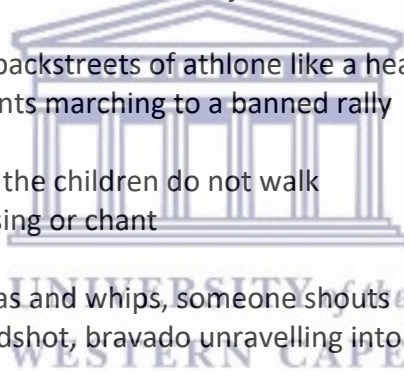 backstreets of athlone like a hea
nts marching to a banned rally
the children do not walk
sing or chant
UNIVERSITY of the
as and whips, someone shouts
dshot, bravado unravelling into
WESTERN CAPE